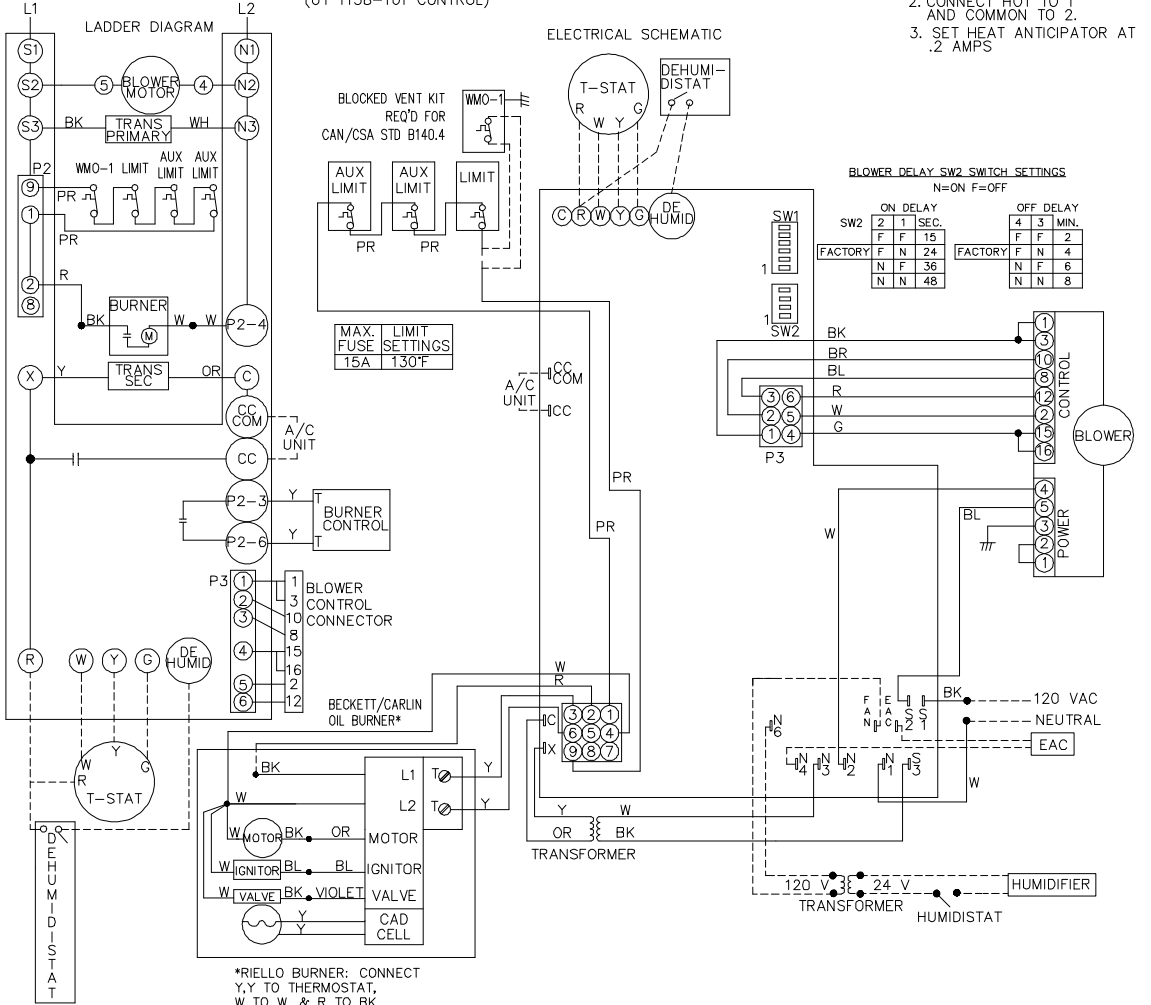 (UT 1158-101 CONTROL)
2. CONNECT HOT TO 1
AND COMMON TO 2.
3. SET HEAT ANTICIPATOR AT
.2 AMPS
L1
L2
LADDER DIAGRAM
S1
N1
S2
5
BLOWER
MOTOR
4
N2
S3
BK
TRANS
PRIMARY
WH
N3
P2
WMO-1
LIMIT
AUX
LIMIT
AUX
LIMIT
9
PR
1
PR
R
2
8
BURNER
BK
M
W
W
P2-4
X
Y
TRANS
SEC
OR
C
CC
COM
A/C
UNIT
CC
P2-3
Y
T
BURNER
CONTROL
P2-6
Y
T
P3
1
2
3
4
5
6
1
3
10
8
15
16
2
12
BLOWER
CONTROL
CONNECTOR
R
W
Y
G
DE
HUMID
W
Y
G
R
T-STAT
DEHUMIDISTAT
ELECTRICAL SCHEMATIC
BLOCKED VENT KIT
REQ'D FOR
CAN/CSA STD B140.4
WMO-1
T-STAT
R
W
Y
G
DEHUMI-
DISTAT
AUX
LIMIT
AUX
LIMIT
LIMIT
PR
PR
C
R
W
Y
G
DE
HUMID
SW1
1
1
SW2
MAX. FUSE
LIMIT SETTINGS
15A
130°F
A/C
UNIT
CC
COM
CC
BLOWER DELAY SW2 SWITCH SETTINGS
N=ON F=OFF
ON DELAY
SW2 2 1 SEC.
F F 15
FACTORY F N 24
N F 36
N N 48
OFF DELAY
4 3 MIN.
F F 2
FACTORY F N 4
N F 6
N N 8
BK
BR
BL
R
W
G
3 6
2 5
1 4
P3
1
3
10
8
12
2
15
16
CONTROL
BLOWER
4
5
3
2
1
POWER
BL
W
PR
PR
W
R
C
X
3 2 1
6 5 4
9 8 7
Y
W
OR
BK
TRANSFORMER
N6
FAN
EAC
S2
S1
BK
120 VAC
NEUTRAL
EAC
N4
N3
N2
N1
S3
W
120 V
24 V
TRANSFORMER
HUMIDISTAT
HUMIDIFIER
BECKETT/CARLIN
OIL BURNER*
BK
L1
T
Y
W
L2
T
Y
W
MOTOR
BK
OR
MOTOR
W
IGNITOR
BL
BL
IGNITOR
W
VALVE
BK
VIOLET
VALVE
Y
Y
CAD
CELL
*RIELLO BURNER: CONNECT
Y,Y TO THERMOSTAT,
W TO W, & R TO BK